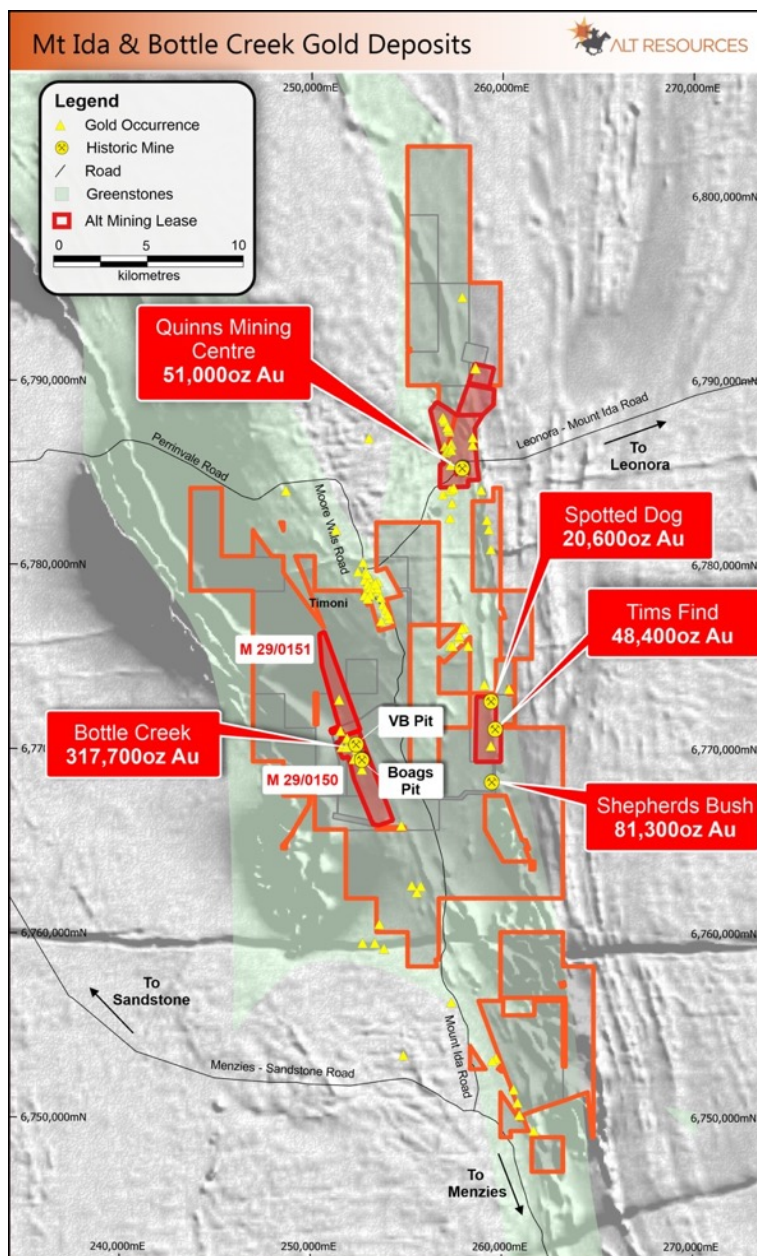 Mt Ida & Bottle Creek Gold Deposits
ALT RESOURCES
250,000mE
260,000mE
270,000mE
Legend
Gold Occurrence
Historic Mine
Road
Greenstones
Alt Mining Lease
0 5 10
kilometres
6,800,000mN
Quinns Mining
Centre
51,000oz Au
6,790,000mN
6,790,000mN
Leonora - Mount Ida Road
To
Leonora
Perrinvale Road
Moore Wills Road
Spotted Dog
20,600oz Au
6,780,000mN
6,780,000mN
Timoni
Tims Find
48,400oz Au
M 29/0151
VB Pit
Bottle Creek
317,700oz Au
6,770,000mN
6,770,000mN
M 29/0150
Boags
Pit
Shepherds Bush
81,300oz Au
6,760,000mN
6,760,000mN
To
Sandstone
Menzies - Sandstone Road
Mount Ida Road
6,750,000mN
6,750,000mN
To
Menzies
240,000mE
250,000mE
260,000mE
270,000mE